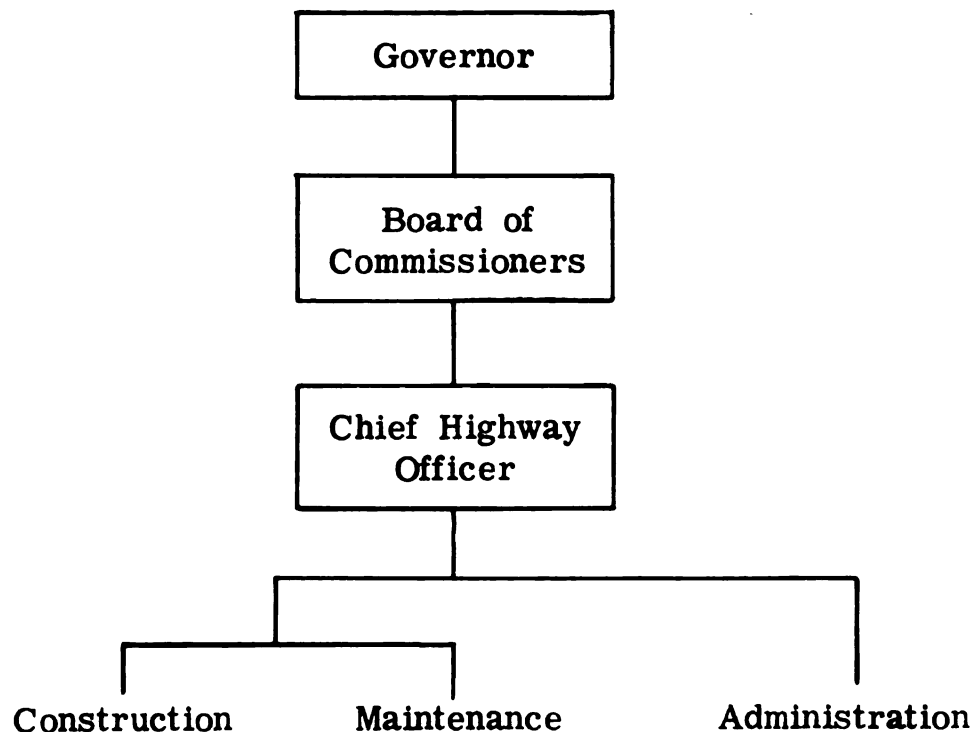 Governor
Board of
Commissioners
Chief Highway
Officer
Construction Maintenance Administration